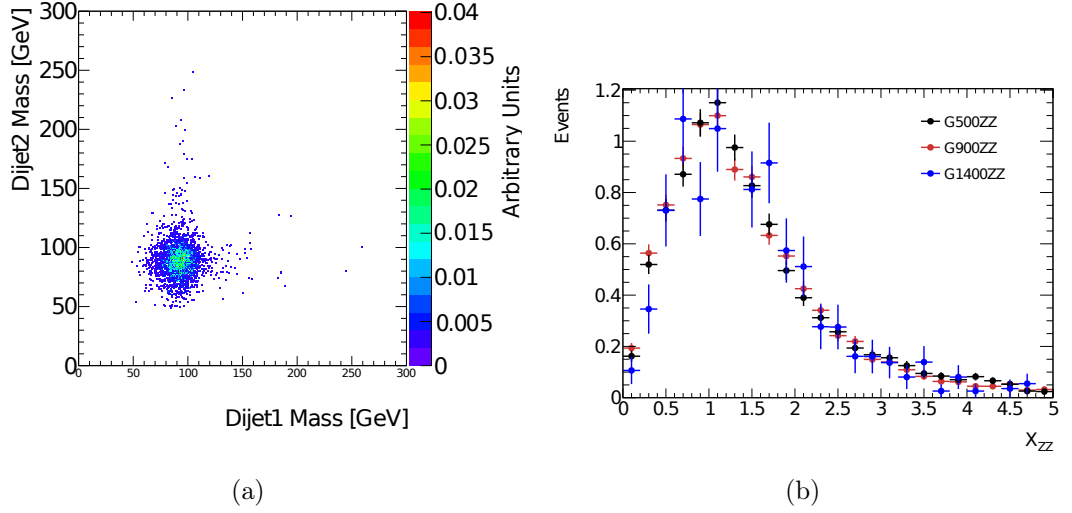 Dijet2 Mass [GeV]
300
250
200
150
100
50
0
0 50 100 150 200 250 300
Dijet1 Mass [GeV]
0.04
0.035
0.03
0.025
0.02
0.015
0.01
0.005
0
Arbitrary Units
(a)
Events
1.2
1
0.8
0.6
0.4
0.2
0
0 0.5 1 1.5 2 2.5 3 3.5 4 4.5 5
X_ZZ
G500ZZ
G900ZZ
G1400ZZ
(b)